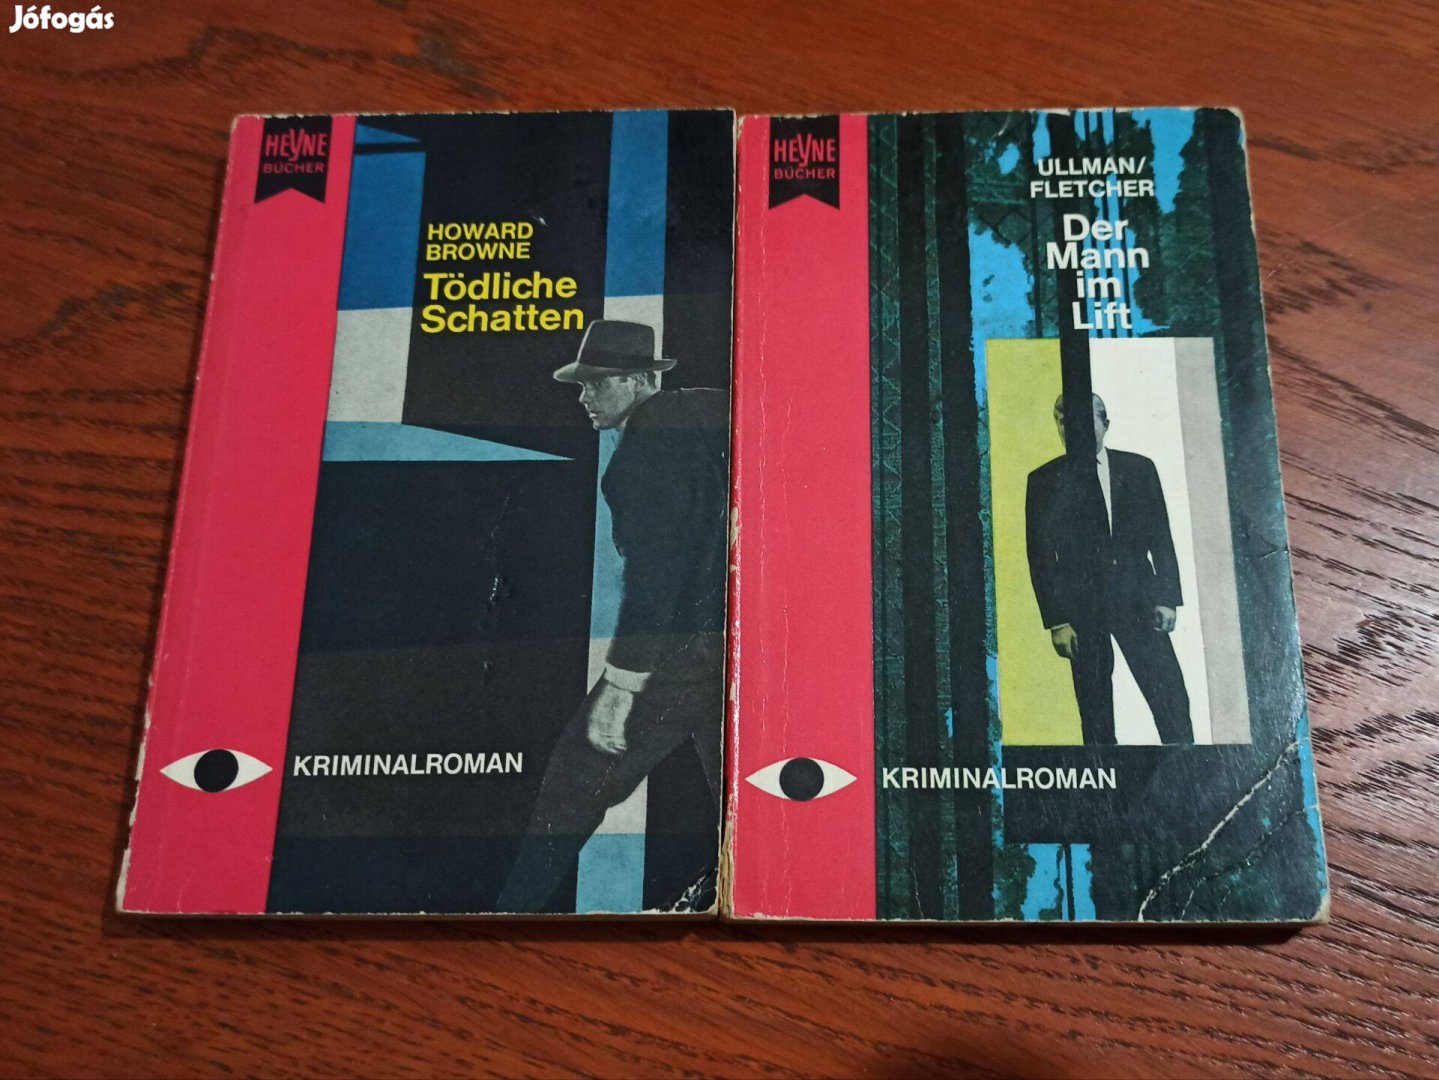 Jófogás
HEYNE
BÜCHER
HOWARD
BROWNE
Tödliche
Schatten
KRIMINALROMAN
HEYNE
BÜCHER
ULLMAN/
FLETCHER
Der
Mann
im
Lift
KRIMINALROMAN